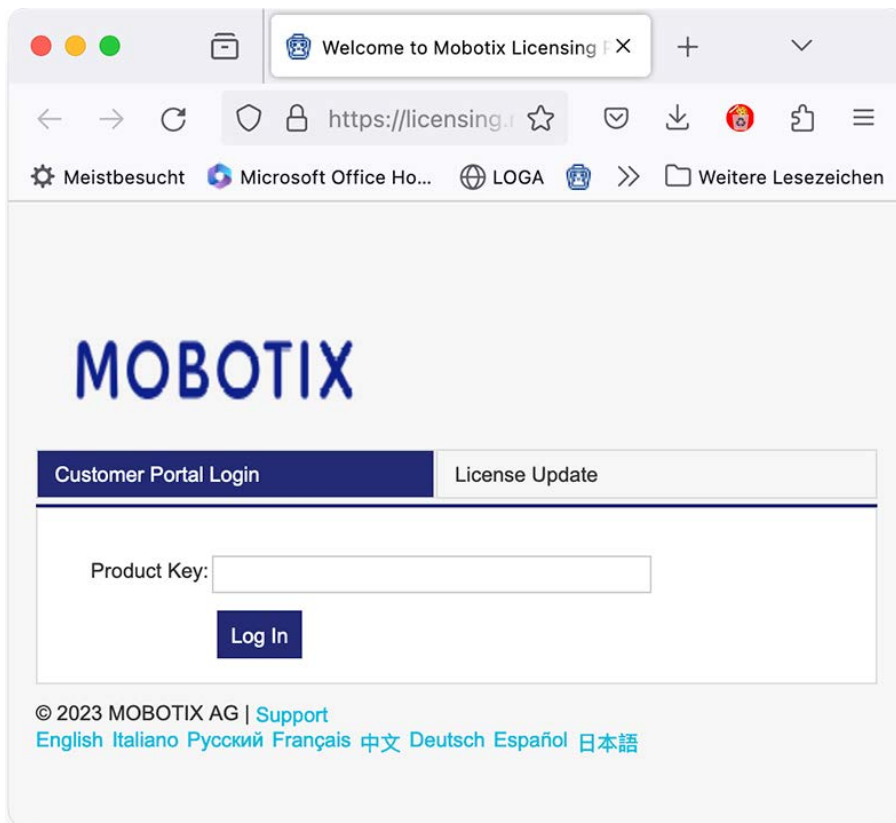 Welcome to Mobotix Licensing P
https://licensing.
Meistbesucht Microsoft Office Ho... LOGA Weitere Lesezeichen
MOBOTIX
Customer Portal Login License Update
Product Key:
Log In
© 2023 MOBOTIX AG | Support
English Italiano Русский Français 中文 Deutsch Español 日本語